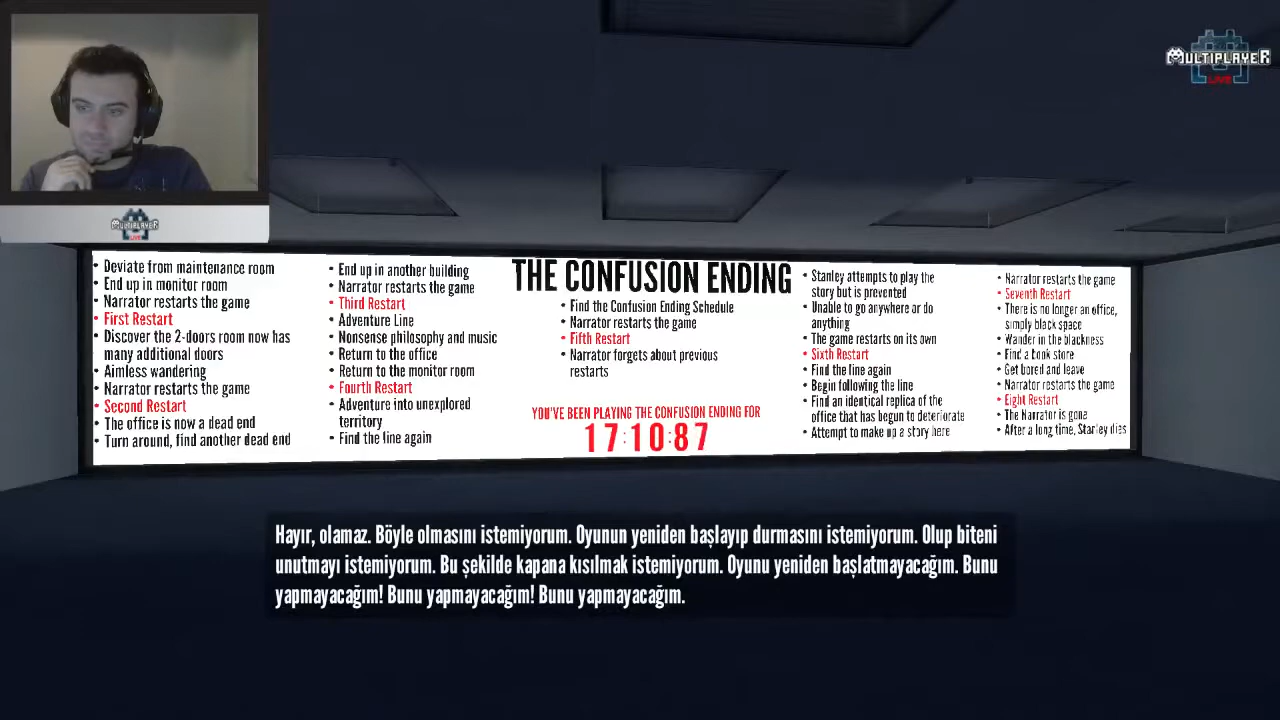 MULTIPLAYER
LIVE
MULTIPLAYER
LIVE
• Deviate from maintenance room
• End up in monitor room
• Narrator restarts the game
• First Restart
• Discover the 2-doors room now has
many additional doors
• Aimless wandering
• Narrator restarts the game
• Second Restart
• The office is now a dead end
• Turn around, find another dead end
• End up in another building
• Narrator restarts the game
• Third Restart
• Adventure Line
• Nonsense philosophy and music
• Return to the office
• Return to the monitor room
• Fourth Restart
• Adventure into unexplored
territory
• Find the line again
THE CONFUSION ENDING
• Find the Confusion Ending Schedule
• Narrator restarts the game
• Fifth Restart
• Narrator forgets about previous
restarts
YOU'VE BEEN PLAYING THE CONFUSION ENDING FOR
17:10:87
• Stanley attempts to play the
story but is prevented
• Unable to go anywhere or do
anything
• The game restarts on its own
• Sixth Restart
• Find the line again
• Begin following the line
• Find an identical replica of the
office that has begun to deteriorate
• Attempt to make up a story here
• Narrator restarts the game
• Seventh Restart
• There is no longer an office,
simply black space
• Wander in the blackness
• Find a book store
• Get bored and leave
• Narrator restarts the game
• Eight Restart
• The Narrator is gone
• After a long time, Stanley dies
Hayır, olamaz. Böyle olmasını istemiyorum. Oyunun yeniden başlayıp durmasını istemiyorum. Olup biteni
unutmayı istemiyorum. Bu şekilde kapana kısılmak istemiyorum. Oyunu yeniden başlatmayacağım. Bunu
yapmayacağım! Bunu yapmayacağım! Bunu yapmayacağım.